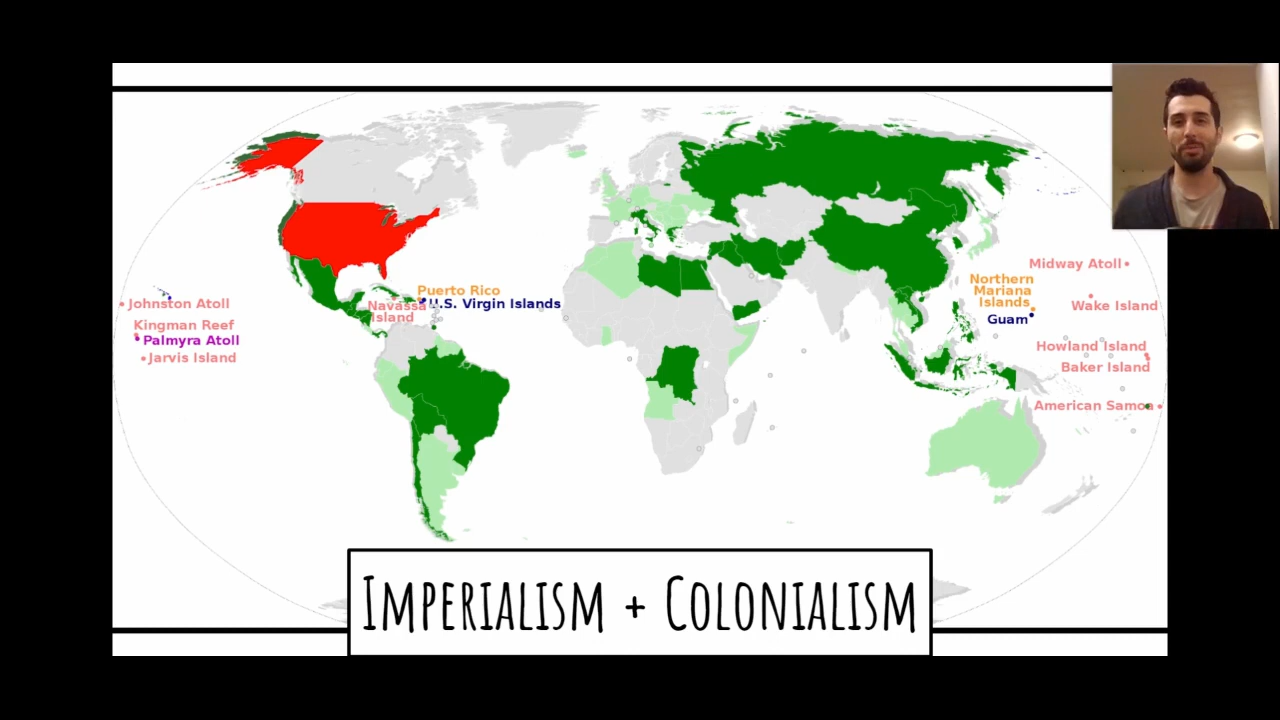 Johnston Atoll
Kingman Reef
Palmyra Atoll
Jarvis Island
Puerto Rico
Navassa
Island
U.S. Virgin Islands
Northern
Mariana
Islands
Guam
Midway Atoll
Wake Island
Howland Island
Baker Island
American Samoa
Imperialism + Colonialism